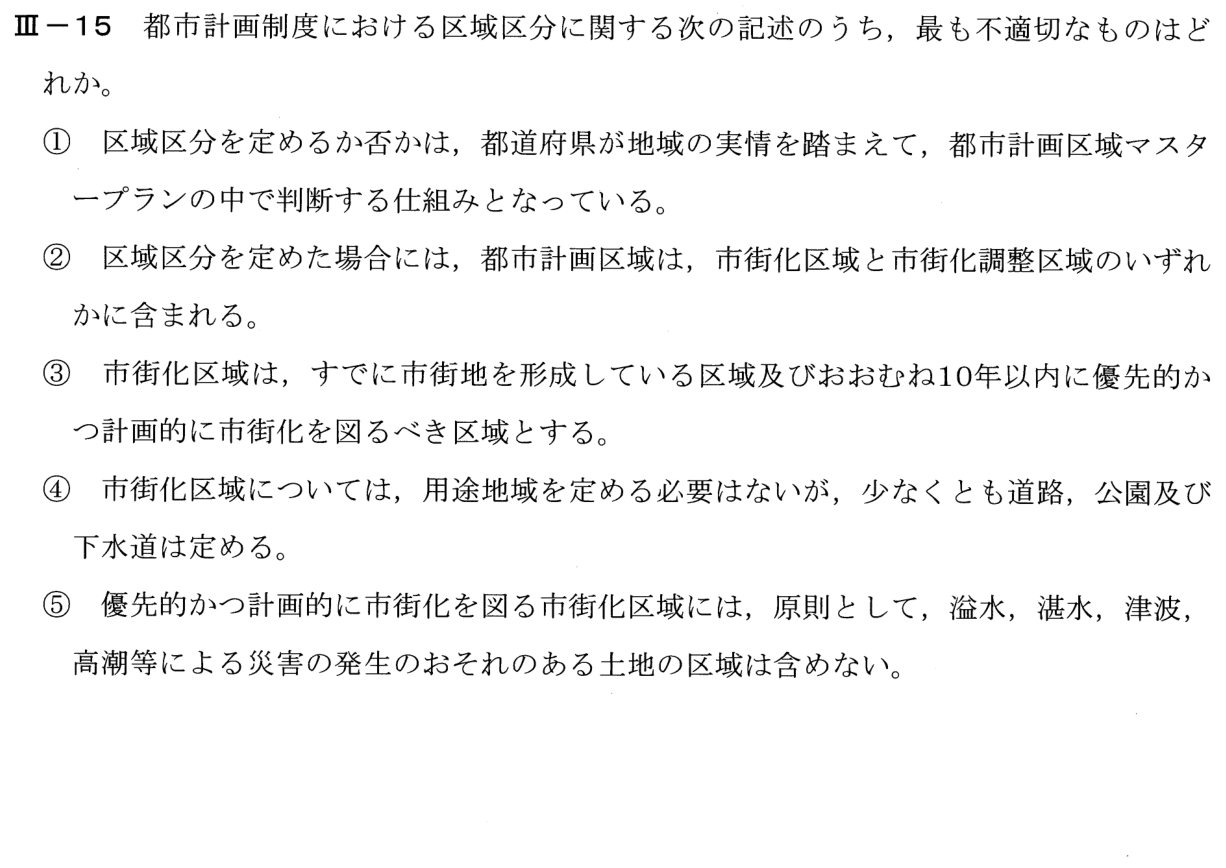 Ⅲ－15　都市計画制度における区域区分に関する次の記述のうち，最も不適切なものはど
れか。
①　区域区分を定めるか否かは，都道府県が地域の実情を踏まえて，都市計画区域マスタ
ープランの中で判断する仕組みとなっている。
②　区域区分を定めた場合には，都市計画区域は，市街化区域と市街化調整区域のいずれ
かに含まれる。
③　市街化区域は，すでに市街地を形成している区域及びおおむね10年以内に優先的か
つ計画的に市街化を図るべき区域とする。
④　市街化区域については，用途地域を定める必要はないが，少なくとも道路，公園及び
下水道は定める。
⑤　優先的かつ計画的に市街化を図る市街化区域には，原則として，溢水，湛水，津波，
高潮等による災害の発生のおそれのある土地の区域は含めない。